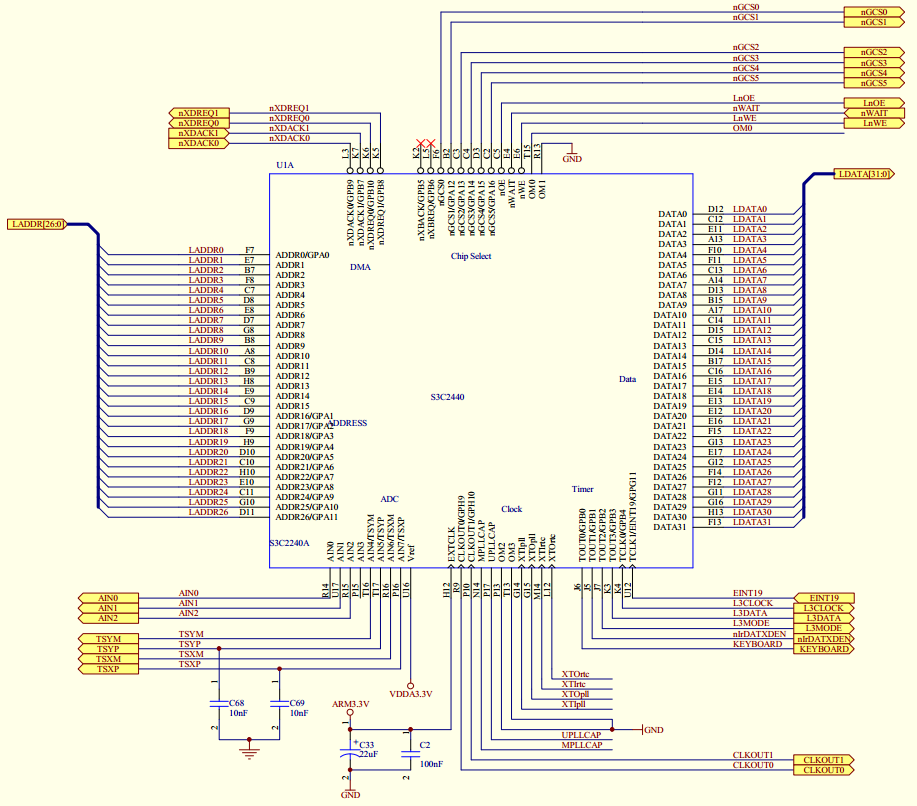 nGCS0 nGCS0
nGCS1 nGCS1
nGCS2 nGCS2
nGCS3 nGCS3
nGCS4 nGCS4
nGCS5 nGCS5
LnOE LnOE
nWAIT nWAIT
LnWE LnWE
OM0
nXDREQ1 nXDREQ1
nXDREQ0 nXDREQ0
nXDACK1 nXDACK1
nXDACK0 nXDACK0
GND
L3 K7 K6 K5 K2 L5 F6 B2 C3 C4 D3 C2 C5 E4 E6 T15 R13
U1A
LDATA[31:0]
nXDACK0/GPB9
nXDACK1/GPB7
nXDREQ0/GPB10
nXDREQ1/GPB8
nXBACK/GPB5
nXBREQ/GPB6
nGCS0
nGCS1/GPA12
nGCS2/GPA13
nGCS3/GPA14
nGCS4/GPA15
nGCS5/GPA16
nOE
nWAIT
nWE
OM0
OM1
DMA
Chip Select
LADDR[26:0]
LADDR0 F7 ADDR0/GPA0
LADDR1 E7 ADDR1
LADDR2 B7 ADDR2
LADDR3 F8 ADDR3
LADDR4 C7 ADDR4
LADDR5 D8 ADDR5
LADDR6 E8 ADDR6
LADDR7 D7 ADDR7
LADDR8 G8 ADDR8
LADDR9 B8 ADDR9
LADDR10 A8 ADDR10
LADDR11 C8 ADDR11
LADDR12 B9 ADDR12
LADDR13 H8 ADDR13
LADDR14 E9 ADDR14
LADDR15 C9 ADDR15
LADDR16 D9 ADDR16/GPA1
LADDR17 G9 ADDR17/GPA2
LADDR18 F9 ADDR18/GPA3
LADDR19 H9 ADDR19/GPA4
LADDR20 D10 ADDR20/GPA5
LADDR21 C10 ADDR21/GPA6
LADDR22 H10 ADDR22/GPA7
LADDR23 E10 ADDR23/GPA8
LADDR24 C11 ADDR24/GPA9
LADDR25 G10 ADDR25/GPA10
LADDR26 D11 ADDR26/GPA11
ADDRESS
S3C2440
Data
DATA0 D12 LDATA0
DATA1 C12 LDATA1
DATA2 E11 LDATA2
DATA3 A13 LDATA3
DATA4 F10 LDATA4
DATA5 F11 LDATA5
DATA6 C13 LDATA6
DATA7 A14 LDATA7
DATA8 D13 LDATA8
DATA9 B15 LDATA9
DATA10 A17 LDATA10
DATA11 C14 LDATA11
DATA12 D15 LDATA12
DATA13 C15 LDATA13
DATA14 D14 LDATA14
DATA15 B17 LDATA15
DATA16 C16 LDATA16
DATA17 E15 LDATA17
DATA18 E14 LDATA18
DATA19 E13 LDATA19
DATA20 E12 LDATA20
DATA21 E16 LDATA21
DATA22 F15 LDATA22
DATA23 G13 LDATA23
DATA24 E17 LDATA24
DATA25 G12 LDATA25
DATA26 F14 LDATA26
DATA27 F12 LDATA27
DATA28 G11 LDATA28
DATA29 G16 LDATA29
DATA30 H13 LDATA30
DATA31 F13 LDATA31
ADC
Clock
Timer
S3C2240A
AIN0
AIN1
AIN2
AIN3
AIN4/TSYM
AIN5/TSYP
AIN6/TSXM
AIN7/TSXP
Vref
EXTCLK
CLKOUT0/GPH9
CLKOUT1/GPH10
MPLLCAP
UPLLCAP
OM2
OM3
XTIpll
XTOpll
XTIrtc
XTOrtc
TOUT0/GPB0
TOUT1/GPB1
TOUT2/GPB2
TOUT3/GPB3
TCLK0/GPB4
TCLK1/EINT19/GPG11
R14 U17 R15 P15 T16 T17 R16 P16 U16 H12 R9 P10 N14 P17 P13 T13 G14 G15 M14 L12 J6 J5 J7 K3 K4 U12
AIN0 AIN0
AIN1 AIN1
AIN2 AIN2
EINT19 EINT19
L3CLOCK L3CLOCK
L3DATA L3DATA
L3MODE L3MODE
nIrDATXDEN nIrDATXDEN
KEYBOARD KEYBOARD
TSYM TSYM
TSYP TSYP
TSXM TSXM
TSXP TSXP
XTOrtc
XTIrtc
XTOpll
XTIpll
VDDA3.3V
1 C68 10nF 2
1 C69 10nF 2
ARM3.3V
1 + C33 22uF 2
1 C2 100nF 2
GND
GND
UPLLCAP
MPLLCAP
CLKOUT1 CLKOUT1
CLKOUT0 CLKOUT0